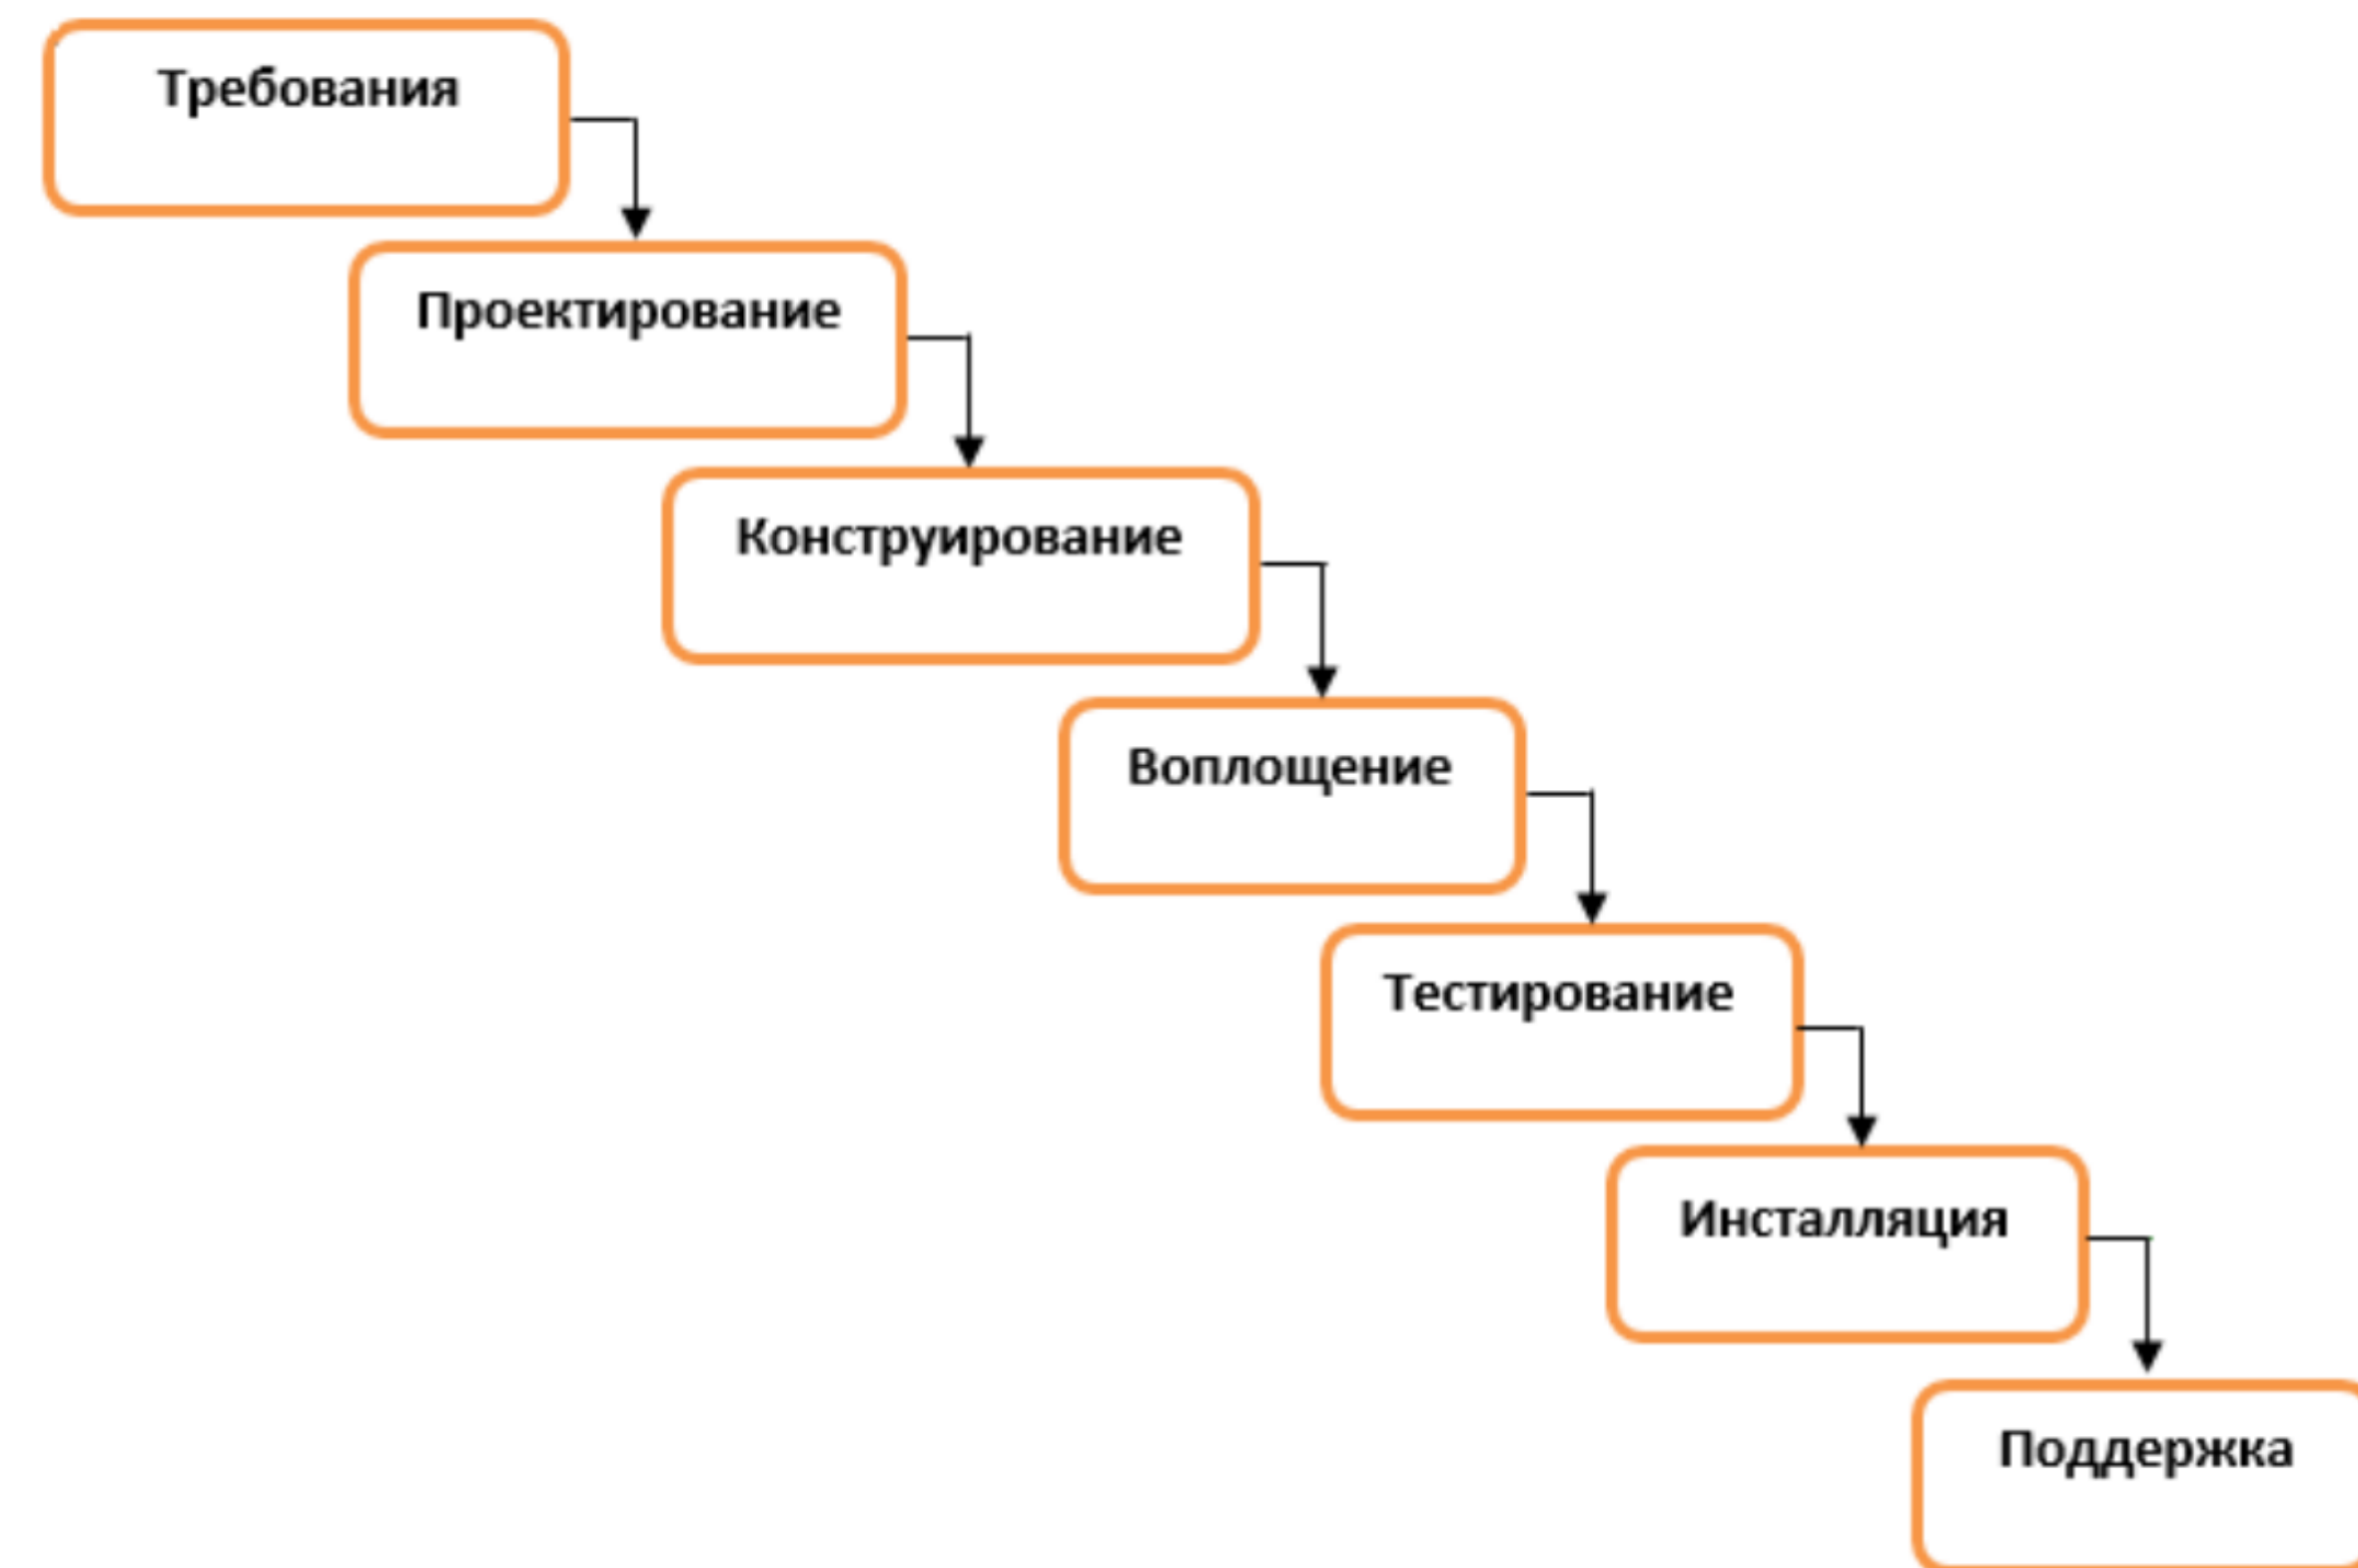 Требования
Проектирование
Конструирование
Воплощение
Тестирование
Инсталляция
Поддержка